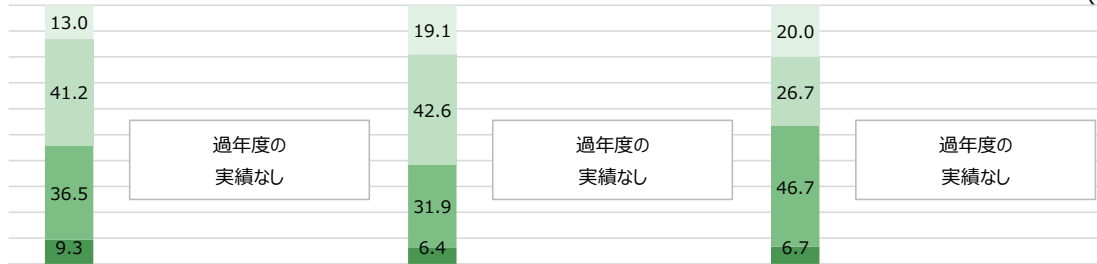 (
13.0
19.1
20.0
41.2
42.6
26.7
過年度の
実績なし
過年度の
実績なし
過年度の
実績なし
36.5
31.9
46.7
9.3
6.4
6.7